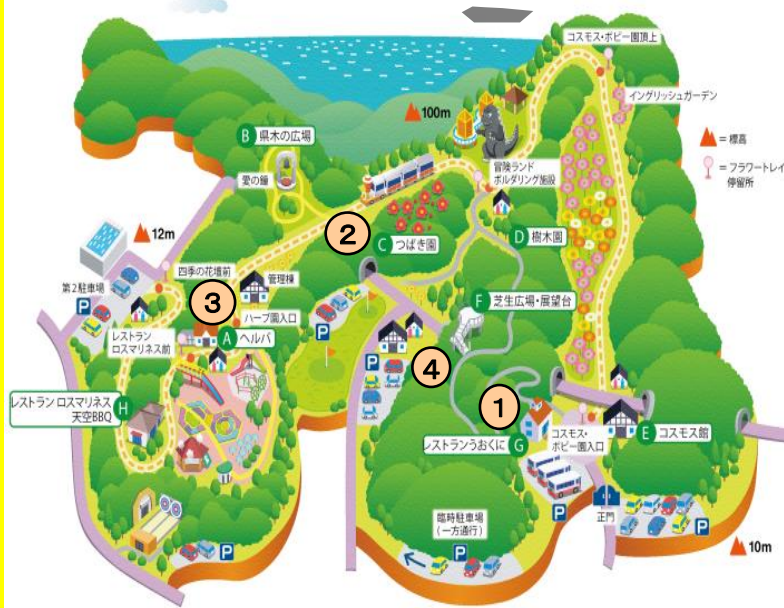 コスモス・ポピー園頂上
イングリッシュガーデン
100m
= 標高
= フラワートレイ
停留所
B 県木の広場
愛の鐘
冒険ランド
ボルダリング施設
12m
2
C つばき園
D 樹木園
四季の花壇前
管理棟
第2駐車場
P
3
ハーブ園入口
P
F 芝生広場・展望台
レストラン
ロスマリネス前
A ヘルバ
P
4
レストラン ロスマリネス
天空BBQ
H
1
レストランうおくに G
コスモス・
ポピー園入口
E コスモス館
P
正門
臨時駐車場
(一方通行)
P
P
P
10m